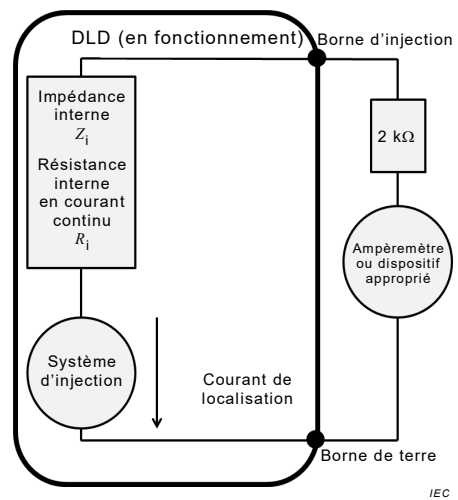 DLD (en fonctionnement)
Borne d'injection
Impédance
interne
Zi
Résistance
interne
en courant
continu
Ri
2 kΩ
Ampèremètre
ou dispositif
approprié
Système
d'injection
Courant de
localisation
Borne de terre
IEC